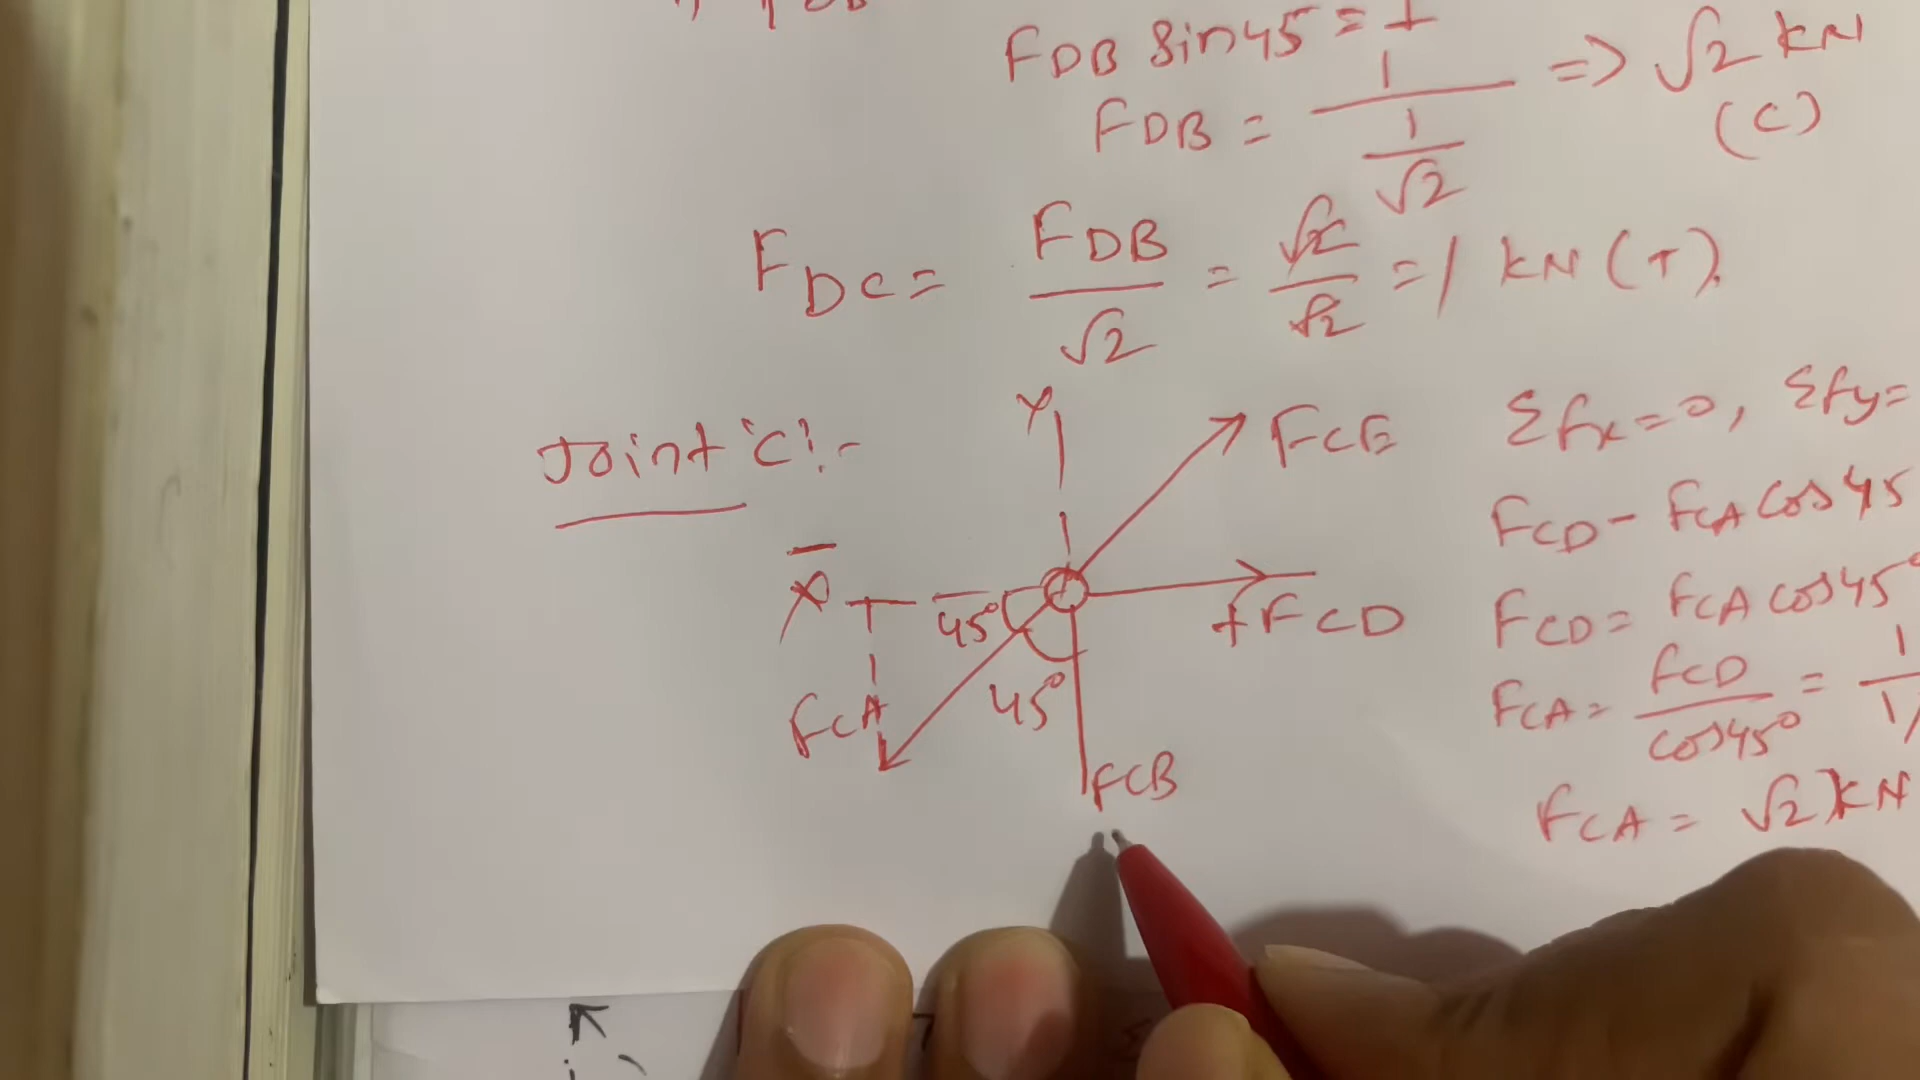 FDB Sin45 = 1
FDB = 1 / (1/√2) => √2 kN (C)
FDC = FDB/√2 = √2/√2 = 1 kN (T).
Joint 'C':-
Y
FCE
X
45°
+FCD
FCA
45°
FCB
Σfx = 0, Σfy =
FCD - FCA cos45
FCD = FCA cos45°
FCA = FCD/cos45° = 1/1/
FCA = √2 kN